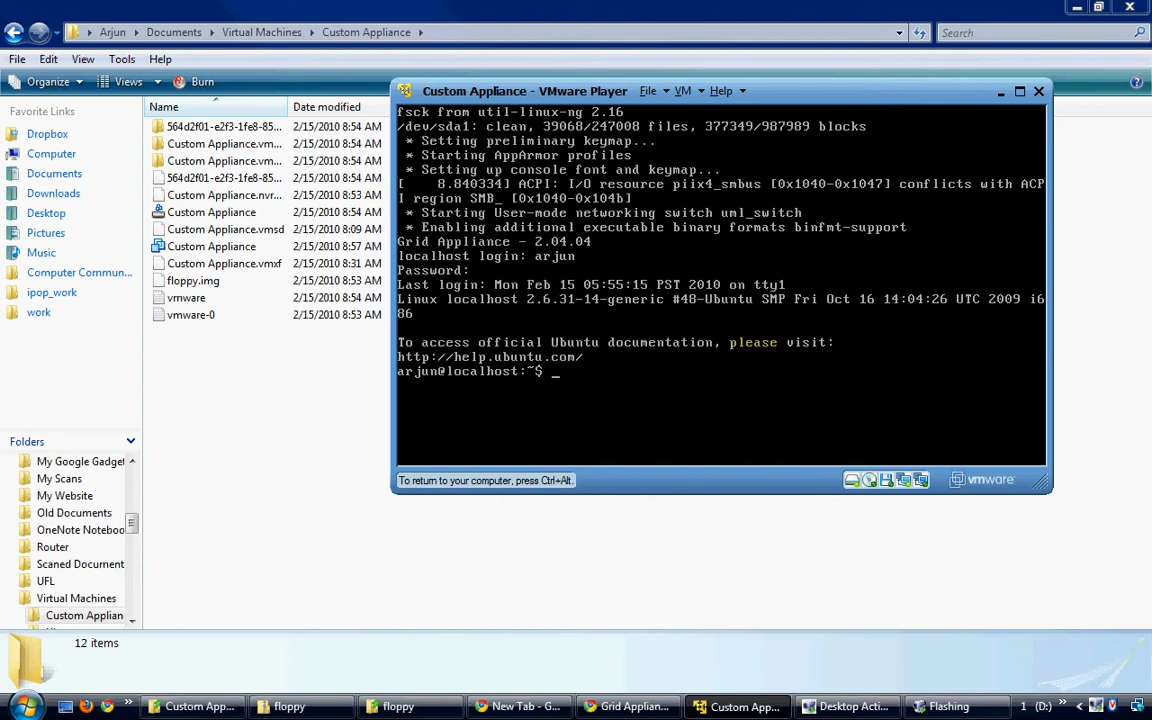 Arjun ▸ Documents ▸ Virtual Machines ▸ Custom Appliance ▸
Search
File Edit View Tools Help
Organize Views Burn
Favorite Links
Dropbox
Computer
Documents
Downloads
Desktop
Pictures
Music
Computer Commun...
ipop_work
work
Folders
My Google Gadget
My Scans
My Website
Old Documents
OneNote Noteboo
Router
Scaned Document
UFL
Virtual Machines
Custom Applian
Name Date modified
564d2f01-e2f3-1fe8-85... 2/15/2010 8:54 AM
Custom Appliance.vm... 2/15/2010 8:54 AM
Custom Appliance.vm... 2/15/2010 8:54 AM
564d2f01-e2f3-1fe8-85... 2/15/2010 8:54 AM
Custom Appliance.nvr... 2/15/2010 8:53 AM
Custom Appliance 2/15/2010 8:54 AM
Custom Appliance.vmsd 2/15/2010 8:09 AM
Custom Appliance 2/15/2010 8:57 AM
Custom Appliance.vmxf 2/15/2010 8:31 AM
floppy.img 2/15/2010 8:54 AM
vmware 2/15/2010 8:54 AM
vmware-0 2/15/2010 8:53 AM
Custom Appliance - VMware Player File VM Help
fsck from util-linux-ng 2.16
/dev/sda1: clean, 39068/247008 files, 377349/987989 blocks
* Setting preliminary keymap...
* Starting AppArmor profiles
* Setting up console font and keymap...
[ 8.840334] ACPI: I/O resource piix4_smbus [0x1040-0x1047] conflicts with ACP
I region SMB_ [0x1040-0x104b]
* Starting User-mode networking switch uml_switch
* Enabling additional executable binary formats binfmt-support
Grid Appliance - 2.04.04
localhost login: arjun
Password:
Last login: Mon Feb 15 05:55:15 PST 2010 on tty1
Linux localhost 2.6.31-14-generic #48-Ubuntu SMP Fri Oct 16 14:04:26 UTC 2009 i6
86
To access official Ubuntu documentation, please visit:
http://help.ubuntu.com/
arjun@localhost:~$ _
To return to your computer, press Ctrl+Alt.
vmware
12 items
Custom App... floppy floppy New Tab - G... Grid Applian... Custom App... Desktop Acti... Flashing 1 (D:)